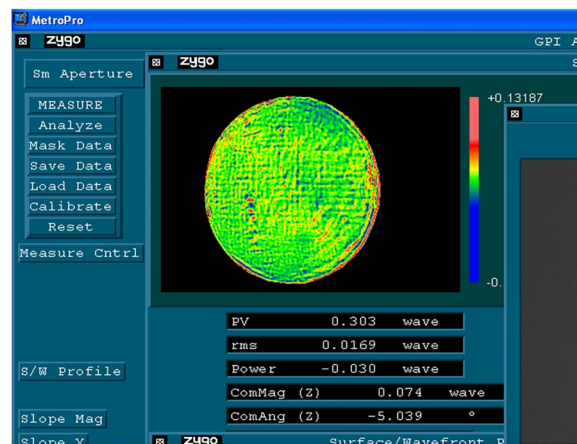 MetroPro
zygo
GPI A
zygo
S
Sm Aperture
MEASURE
Analyze
Mask Data
Save Data
Load Data
Calibrate
Reset
Measure Cntrl
S/W Profile
Slope Mag
Slope X
+0.13187
-0.
PV 0.303 wave
rms 0.0169 wave
Power -0.030 wave
ComMag (Z) 0.074 wave
ComAng (Z) -5.039 °
zygo
Surface/Wavefront P